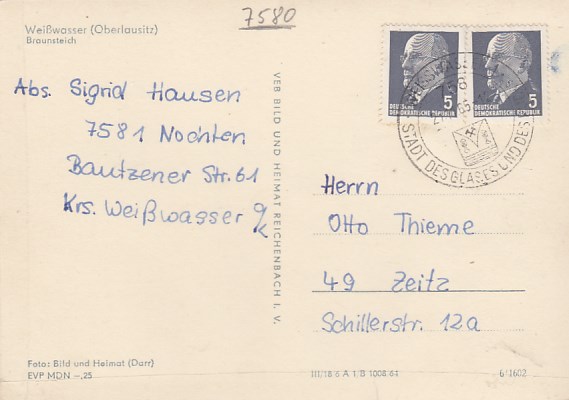 7580
Weißwasser (Oberlausitz)
Braunsteich
Abs. Sigrid Hausen
7581 Nochten
Bautzener Str. 61
Krs. Weißwasser
VEB BILD UND HEIMAT REICHENBACH I. V.
5
DEUTSCHE
DEMOKRATISCHE REPUBLIK
5
DEUTSCHE
DEMOKRATISCHE REPUBLIK
STADT DES GLASES UND DES
Herrn
Otto Thieme
49 Zeitz
Schillerstr. 12a
Foto: Bild und Heimat (Darr)
EVP MDN –,25
III/18/6 A 1/B 1008/64
6/1602